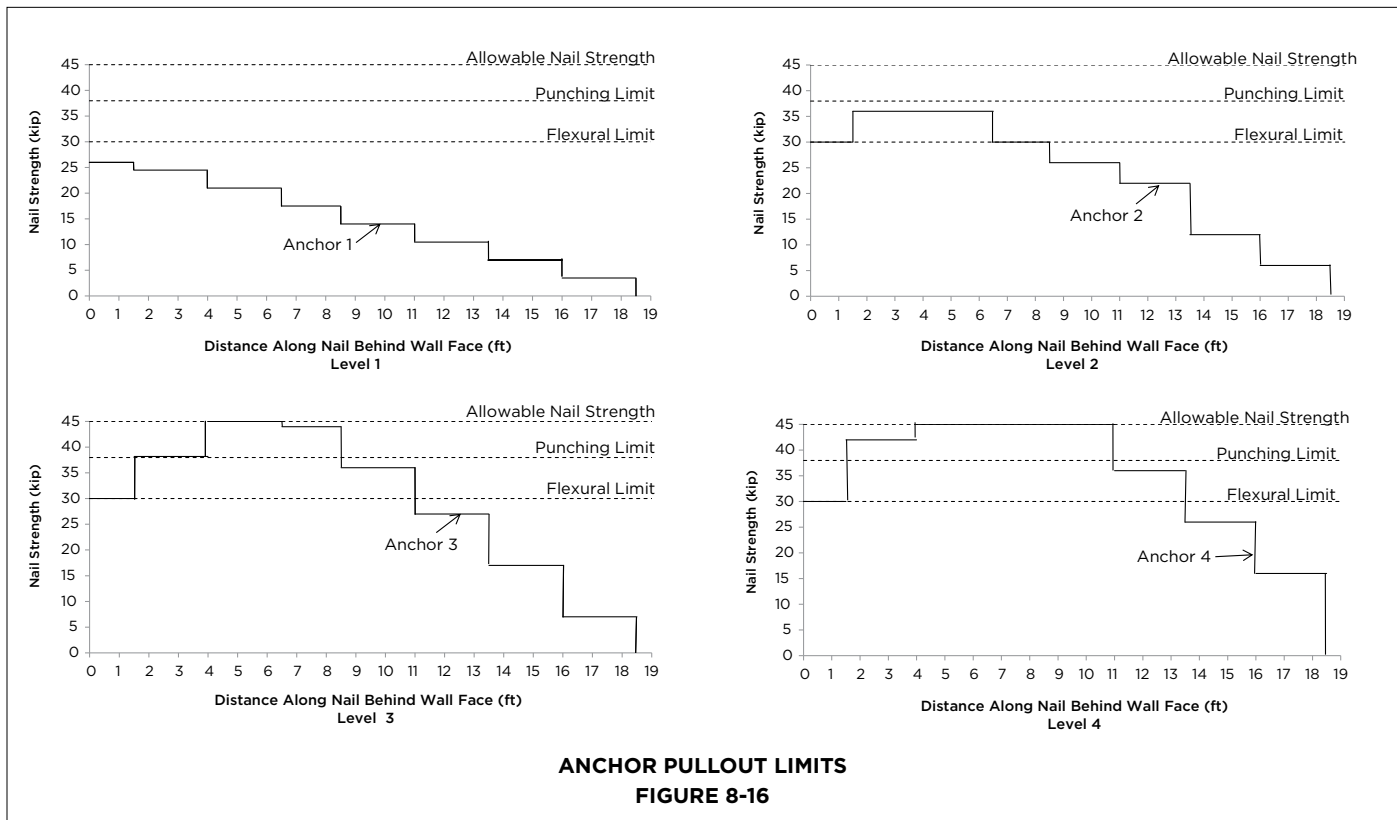 Allowable Nail Strength
Punching Limit
Flexural Limit
Anchor 1
Nail Strength (kip)
45
40
35
30
25
20
15
10
5
0
0 1 2 3 4 5 6 7 8 9 10 11 12 13 14 15 16 17 18 19
Distance Along Nail Behind Wall Face (ft)
Level 1
Allowable Nail Strength
Punching Limit
Flexural Limit
Anchor 2
Nail Strength (kip)
45
40
35
30
25
20
15
10
5
0
0 1 2 3 4 5 6 7 8 9 10 11 12 13 14 15 16 17 18 19
Distance Along Nail Behind Wall Face (ft)
Level 2
Allowable Nail Strength
Punching Limit
Flexural Limit
Anchor 3
Nail Strength (kip)
45
40
35
30
25
20
15
10
5
0
0 1 2 3 4 5 6 7 8 9 10 11 12 13 14 15 16 17 18 19
Distance Along Nail Behind Wall Face (ft)
Level 3
Allowable Nail Strength
Punching Limit
Flexural Limit
Anchor 4
Nail Strength (kip)
45
40
35
30
25
20
15
10
5
0
0 1 2 3 4 5 6 7 8 9 10 11 12 13 14 15 16 17 18 19
Distance Along Nail Behind Wall Face (ft)
Level 4
ANCHOR PULLOUT LIMITS
FIGURE 8-16